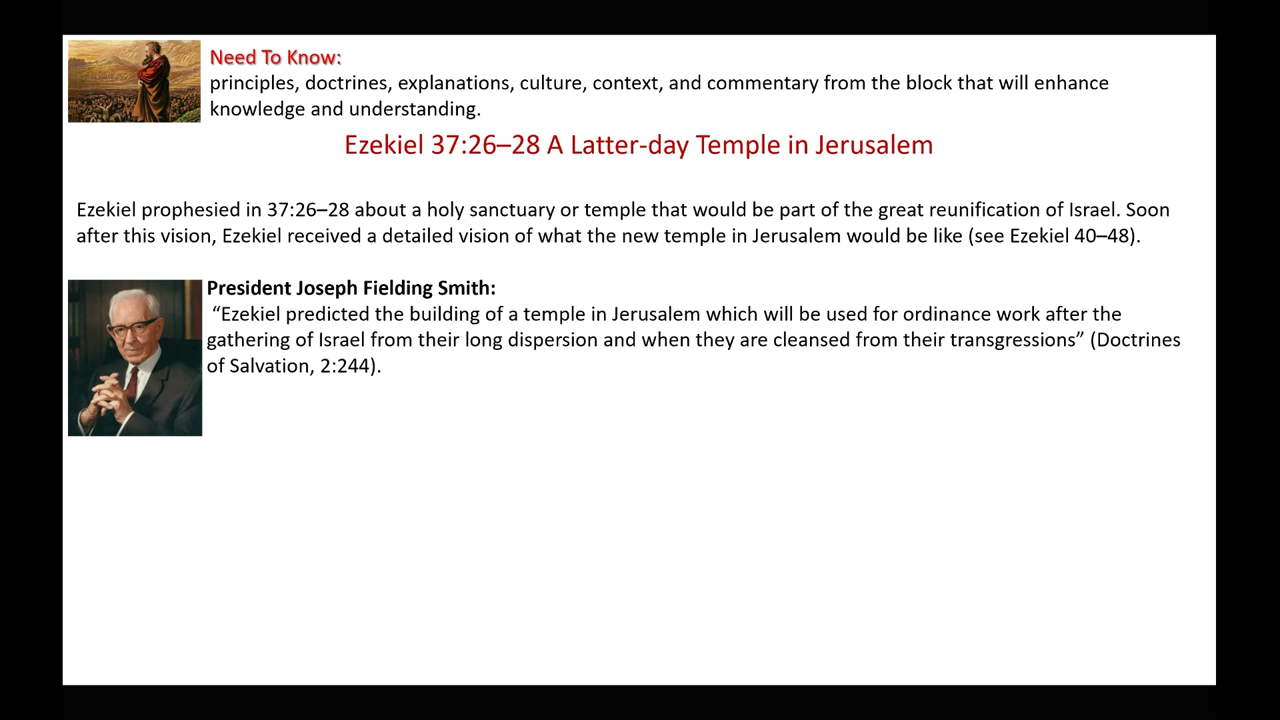 Need To Know:
principles, doctrines, explanations, culture, context, and commentary from the block that will enhance
knowledge and understanding.
Ezekiel 37:26–28 A Latter-day Temple in Jerusalem
Ezekiel prophesied in 37:26–28 about a holy sanctuary or temple that would be part of the great reunification of Israel. Soon
after this vision, Ezekiel received a detailed vision of what the new temple in Jerusalem would be like (see Ezekiel 40–48).
President Joseph Fielding Smith:
“Ezekiel predicted the building of a temple in Jerusalem which will be used for ordinance work after the
gathering of Israel from their long dispersion and when they are cleansed from their transgressions” (Doctrines
of Salvation, 2:244).